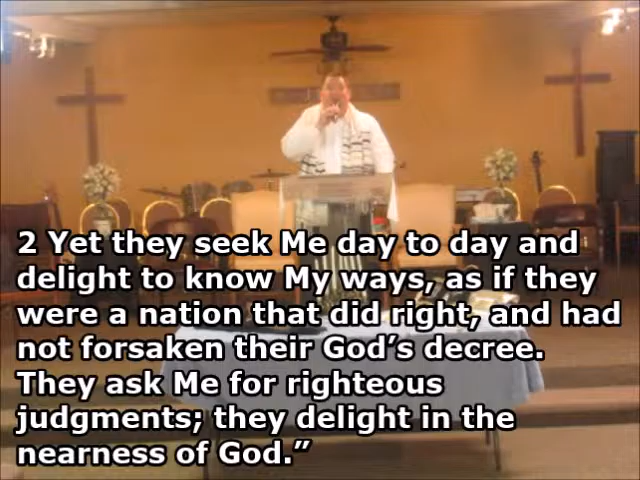 2 Yet they seek Me day to day and
delight to know My ways, as if they
were a nation that did right, and had
not forsaken their God’s decree.
They ask Me for righteous
judgments; they delight in the
nearness of God.”